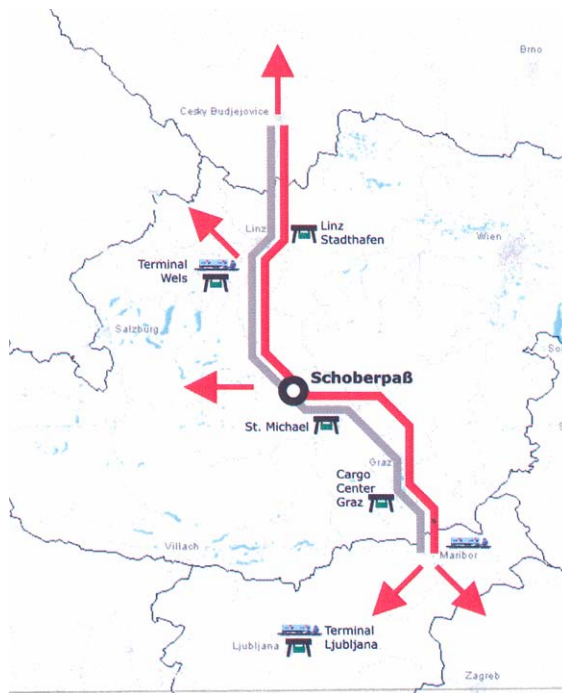 Brno
Cesky Budjejovice
Linz
Linz
Stadthafen
Wien
Terminal
Wels
Salzburg
Schoberpaß
St. Michael
Graz
Cargo
Center
Graz
Villach
Maribor
Terminal
Ljubljana
Ljubljana
Zagreb